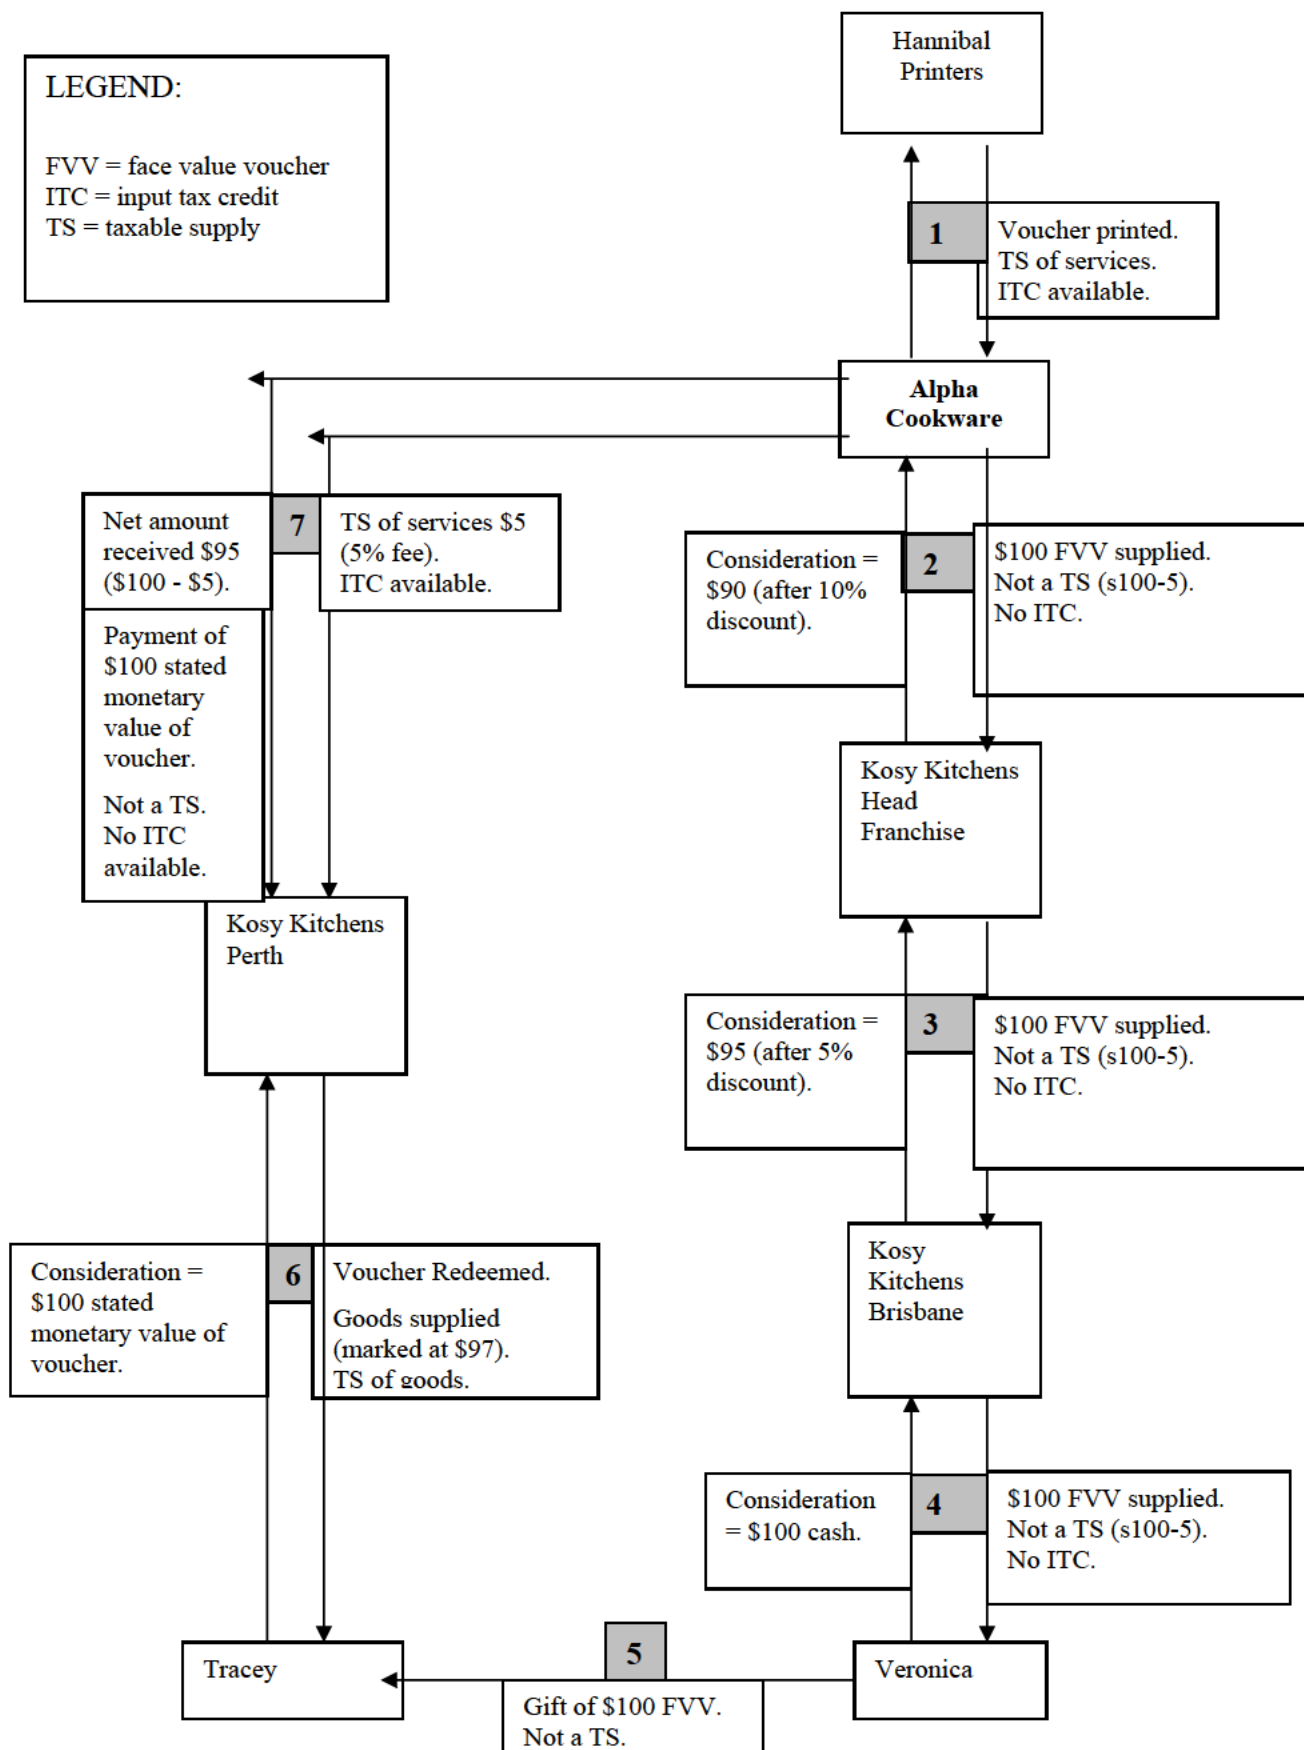 Hannibal
Printers
LEGEND:
FVV = face value voucher
ITC = input tax credit
TS = taxable supply
1
Voucher printed.
TS of services.
ITC available.
Alpha
Cookware
Net amount
received $95
($100 - $5).
7
TS of services $5
(5% fee).
ITC available.
Payment of
$100 stated
monetary
value of
voucher.
Not a TS.
No ITC
available.
Consideration =
$90 (after 10%
discount).
2
$100 FVV supplied.
Not a TS (s100-5).
No ITC.
Kosy Kitchens
Head
Franchise
Kosy Kitchens
Perth
Consideration =
$95 (after 5%
discount).
3
$100 FVV supplied.
Not a TS (s100-5).
No ITC.
Kosy
Kitchens
Brisbane
Consideration =
$100 stated
monetary value of
voucher.
6
Voucher Redeemed.
Goods supplied
(marked at $97).
TS of goods.
Consideration
= $100 cash.
4
$100 FVV supplied.
Not a TS (s100-5).
No ITC.
Tracey
5
Gift of $100 FVV.
Not a TS.
Veronica